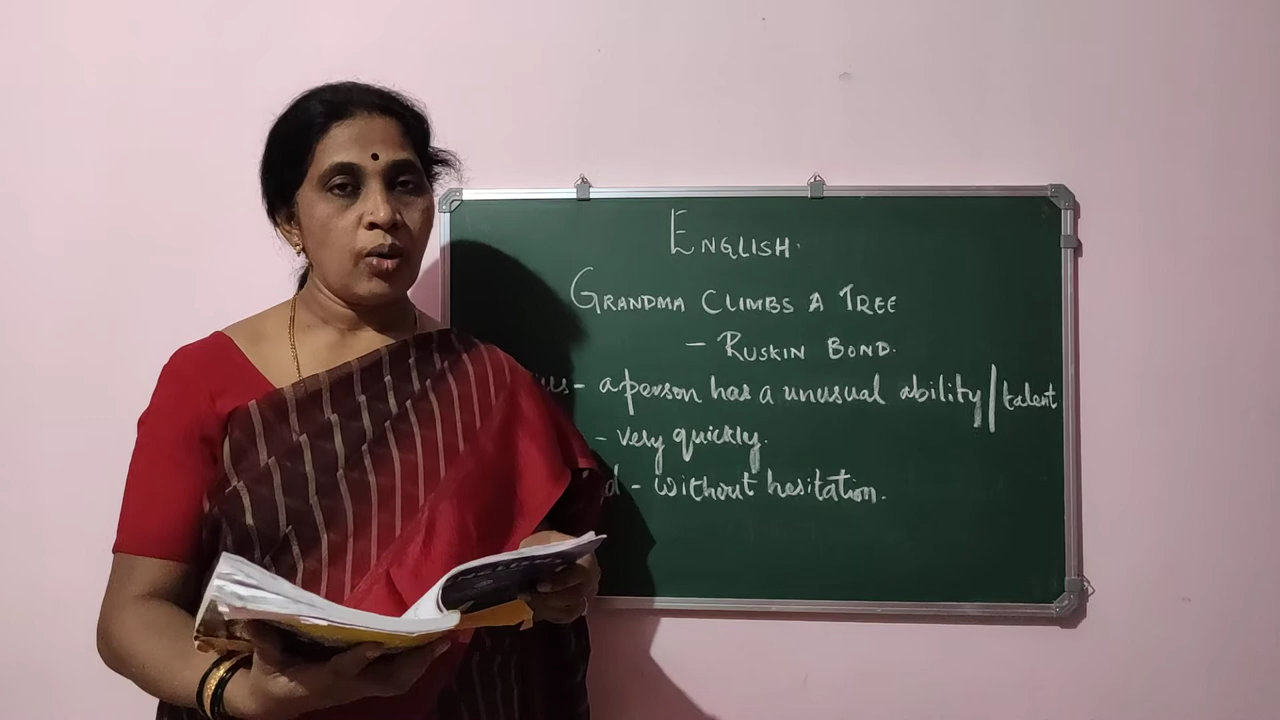 ENGLISH.
GRANDMA CLIMBS A TREE
- RUSKIN BOND.
- a person has a unusual ability/talent
- very quickly.
- without hesitation.